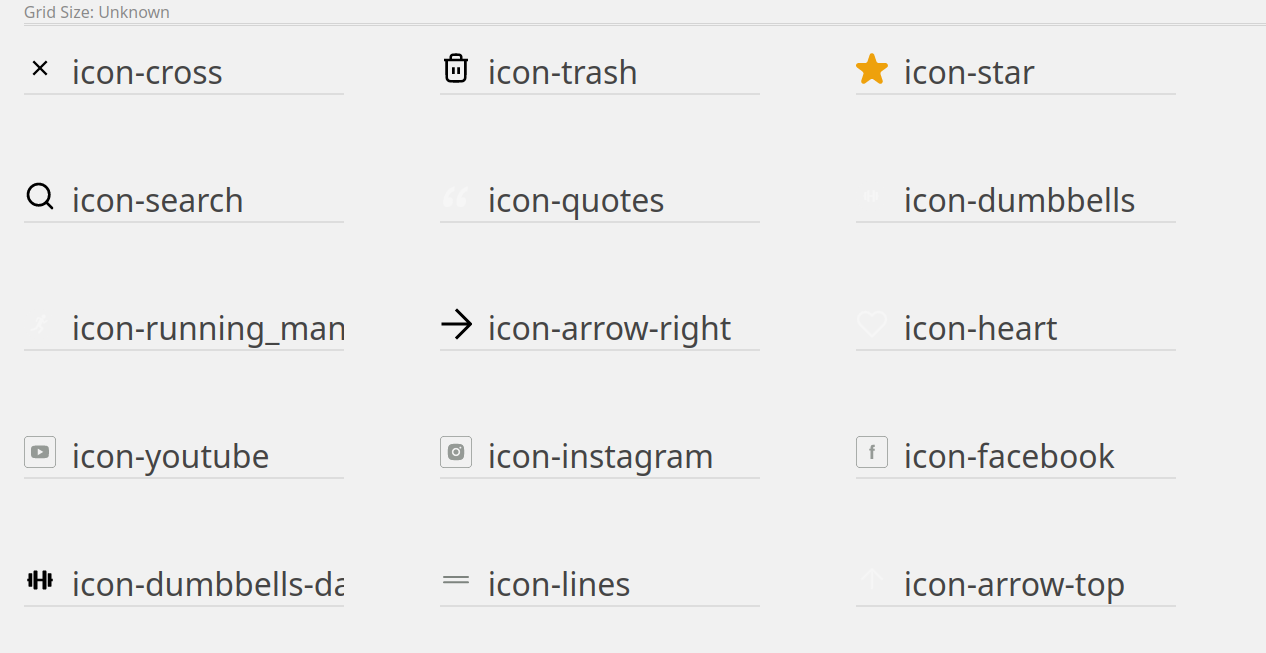 Grid Size: Unknown
icon-cross
icon-trash
icon-star
icon-search
icon-quotes
icon-dumbbells
icon-running_man
icon-arrow-right
icon-heart
icon-youtube
icon-instagram
icon-facebook
icon-dumbbells-da
icon-lines
icon-arrow-top